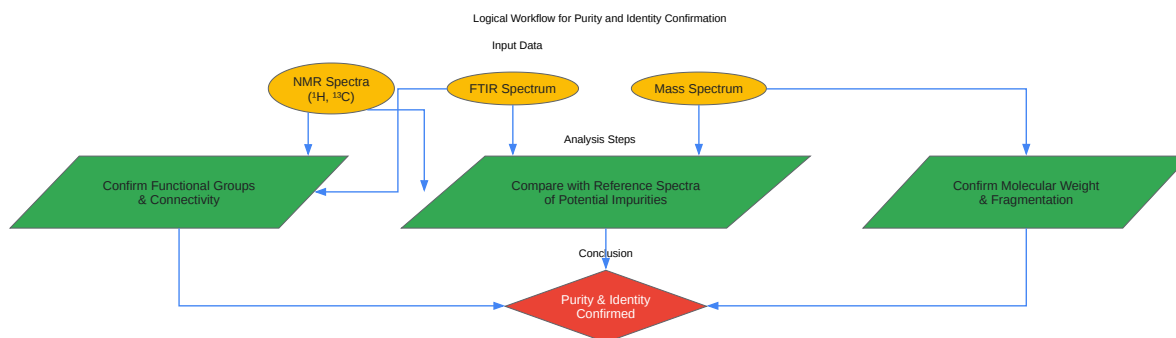 Logical Workflow for Purity and Identity Confirmation
Input Data
NMR Spectra
(¹H, ¹³C)
FTIR Spectrum
Mass Spectrum
Analysis Steps
Confirm Functional Groups
& Connectivity
Compare with Reference Spectra
of Potential Impurities
Confirm Molecular Weight
& Fragmentation
Conclusion
Purity & Identity
Confirmed